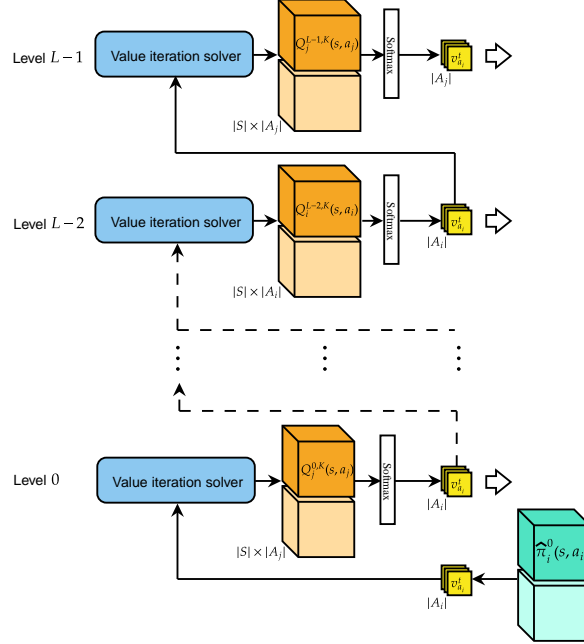 Level L−1
Value iteration solver
Q_j^{L−1,K}(s,a_j)
Softmax
v_{a_i}^t
|A_j|
|S|×|A_j|
Level L−2
Value iteration solver
Q_i^{L−2,K}(s,a_i)
Softmax
v_{a_i}^t
|A_i|
|S|×|A_i|
Level 0
Value iteration solver
Q_j^{0,K}(s,a_j)
Softmax
v_{a_i}^t
|A_i|
|S|×|A_j|
π̂_i^0(s,a_i
v_{a_i}^t
|A_i|